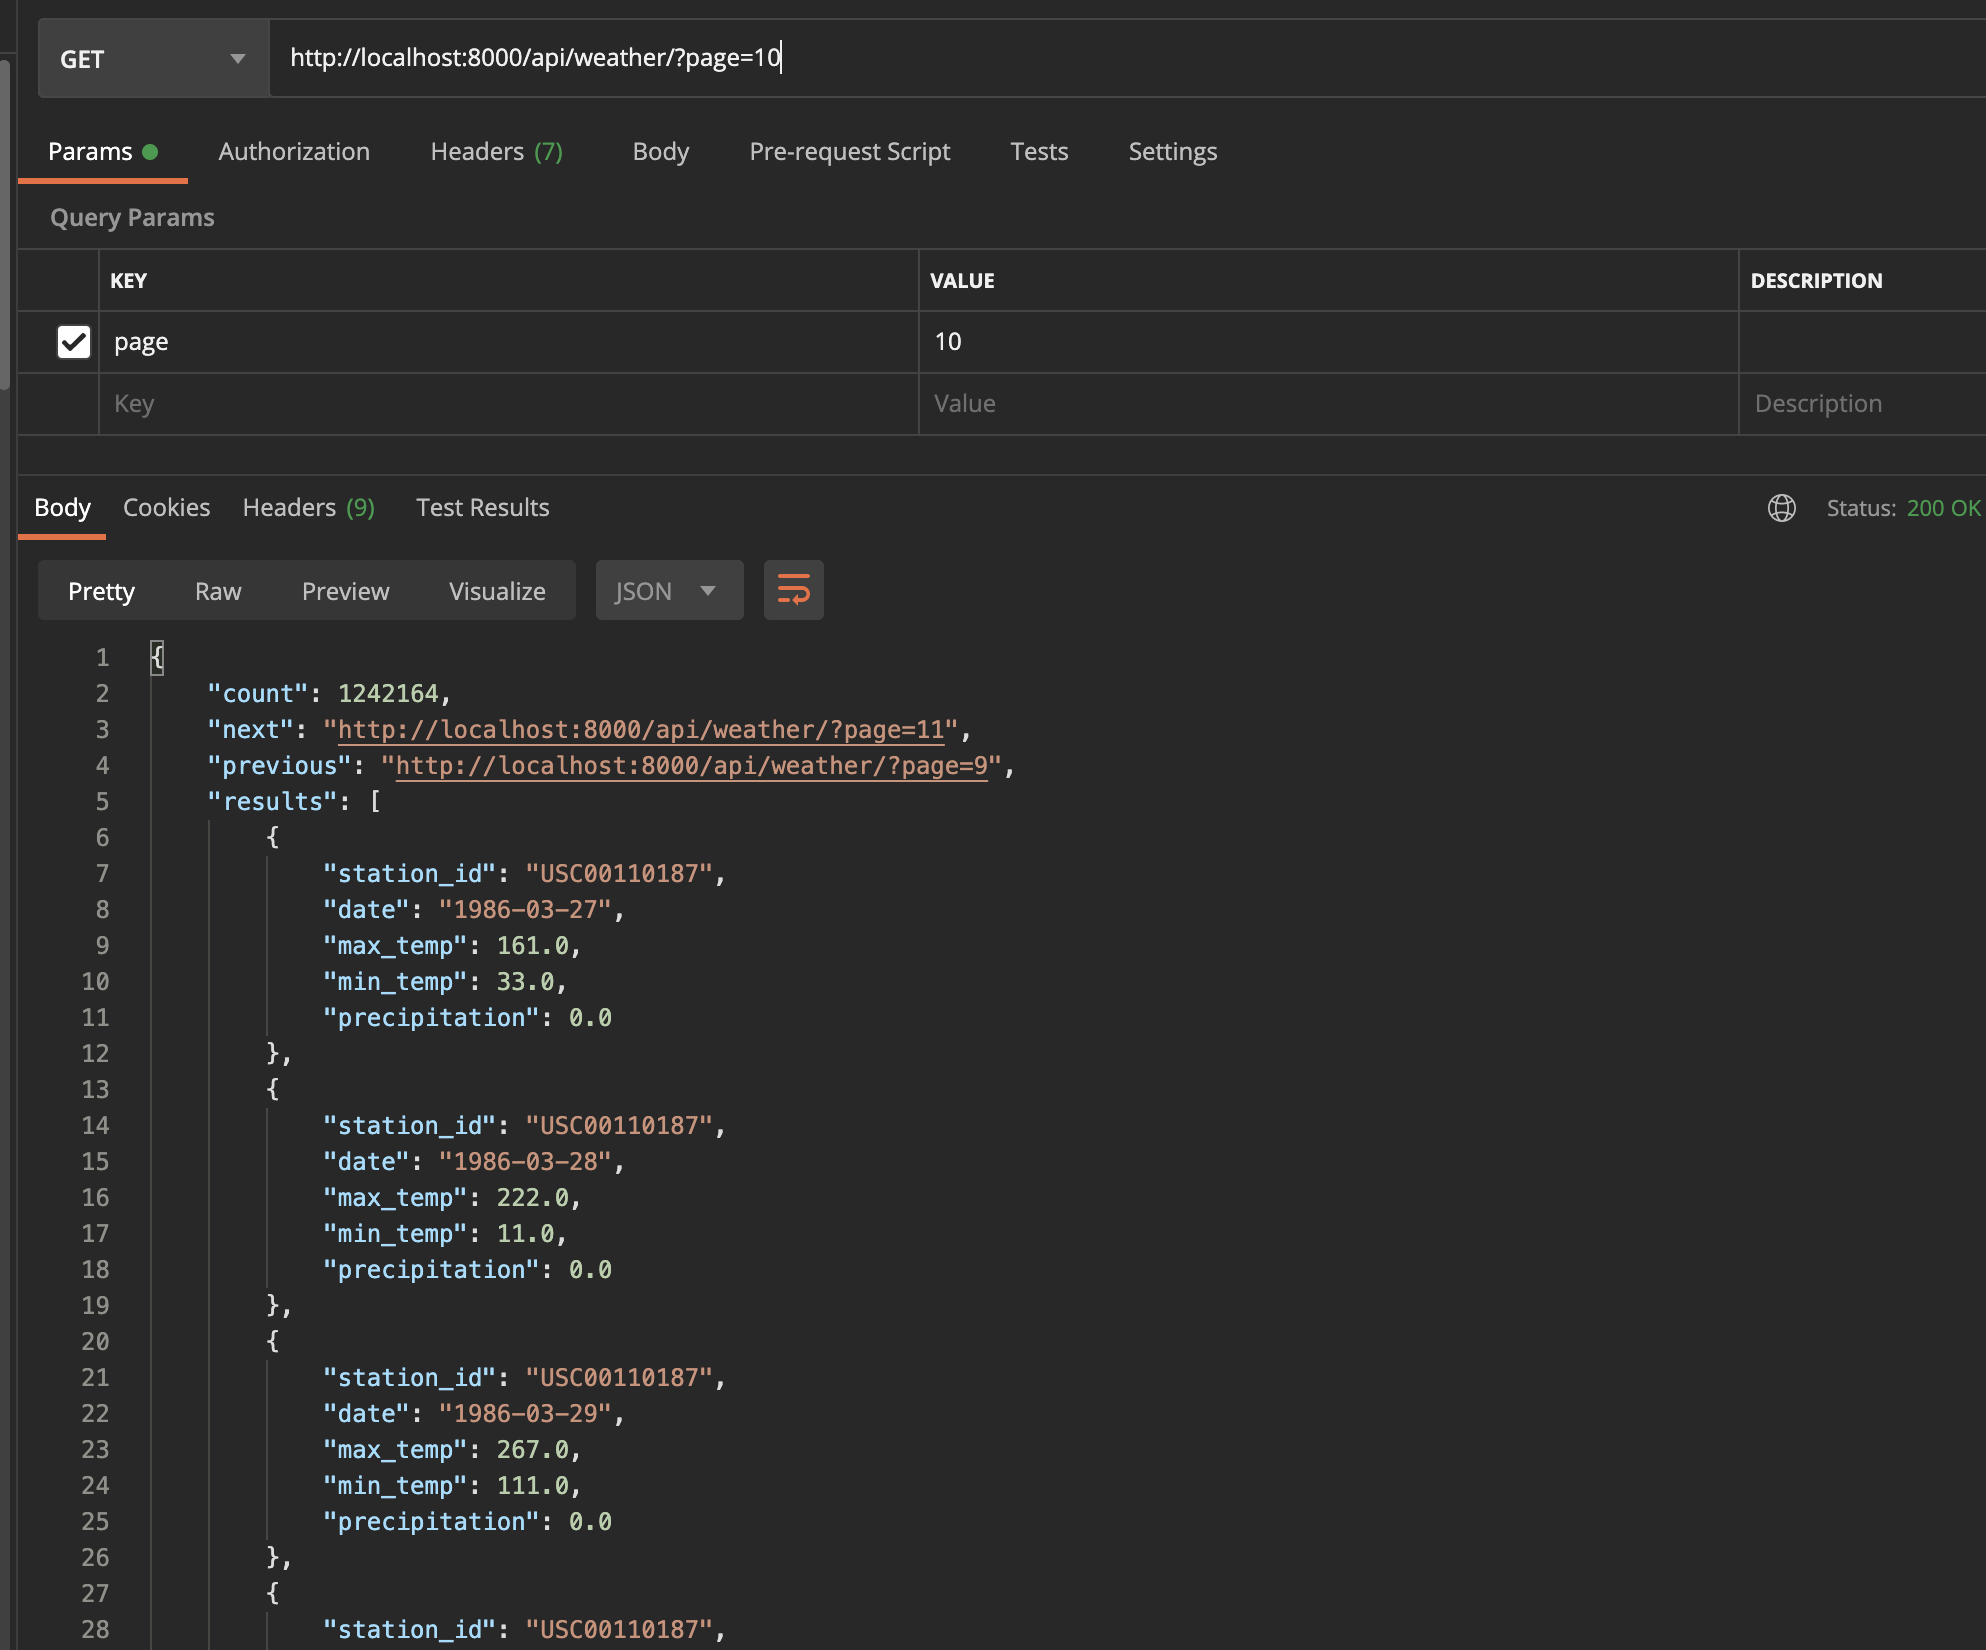 GET http://localhost:8000/api/weather/?page=10
Params Authorization Headers (7) Body Pre-request Script Tests Settings
Query Params
KEY VALUE DESCRIPTION
page 10
Key Value Description
Body Cookies Headers (9) Test Results Status: 200 OK
Pretty Raw Preview Visualize JSON
1 {
2 "count": 1242164,
3 "next": "http://localhost:8000/api/weather/?page=11",
4 "previous": "http://localhost:8000/api/weather/?page=9",
5 "results": [
6 {
7 "station_id": "USC00110187",
8 "date": "1986-03-27",
9 "max_temp": 161.0,
10 "min_temp": 33.0,
11 "precipitation": 0.0
12 },
13 {
14 "station_id": "USC00110187",
15 "date": "1986-03-28",
16 "max_temp": 222.0,
17 "min_temp": 11.0,
18 "precipitation": 0.0
19 },
20 {
21 "station_id": "USC00110187",
22 "date": "1986-03-29",
23 "max_temp": 267.0,
24 "min_temp": 111.0,
25 "precipitation": 0.0
26 },
27 {
28 "station_id": "USC00110187",